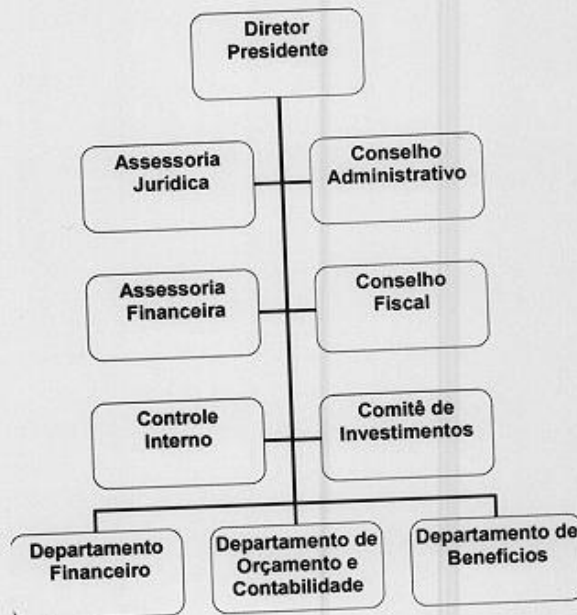 Diretor
Presidente
Assessoria
Jurídica
Conselho
Administrativo
Assessoria
Financeira
Conselho
Fiscal
Controle
Interno
Comitê de
Investimentos
Departamento
Financeiro
Departamento de
Orçamento e
Contabilidade
Departamento de
Benefícios